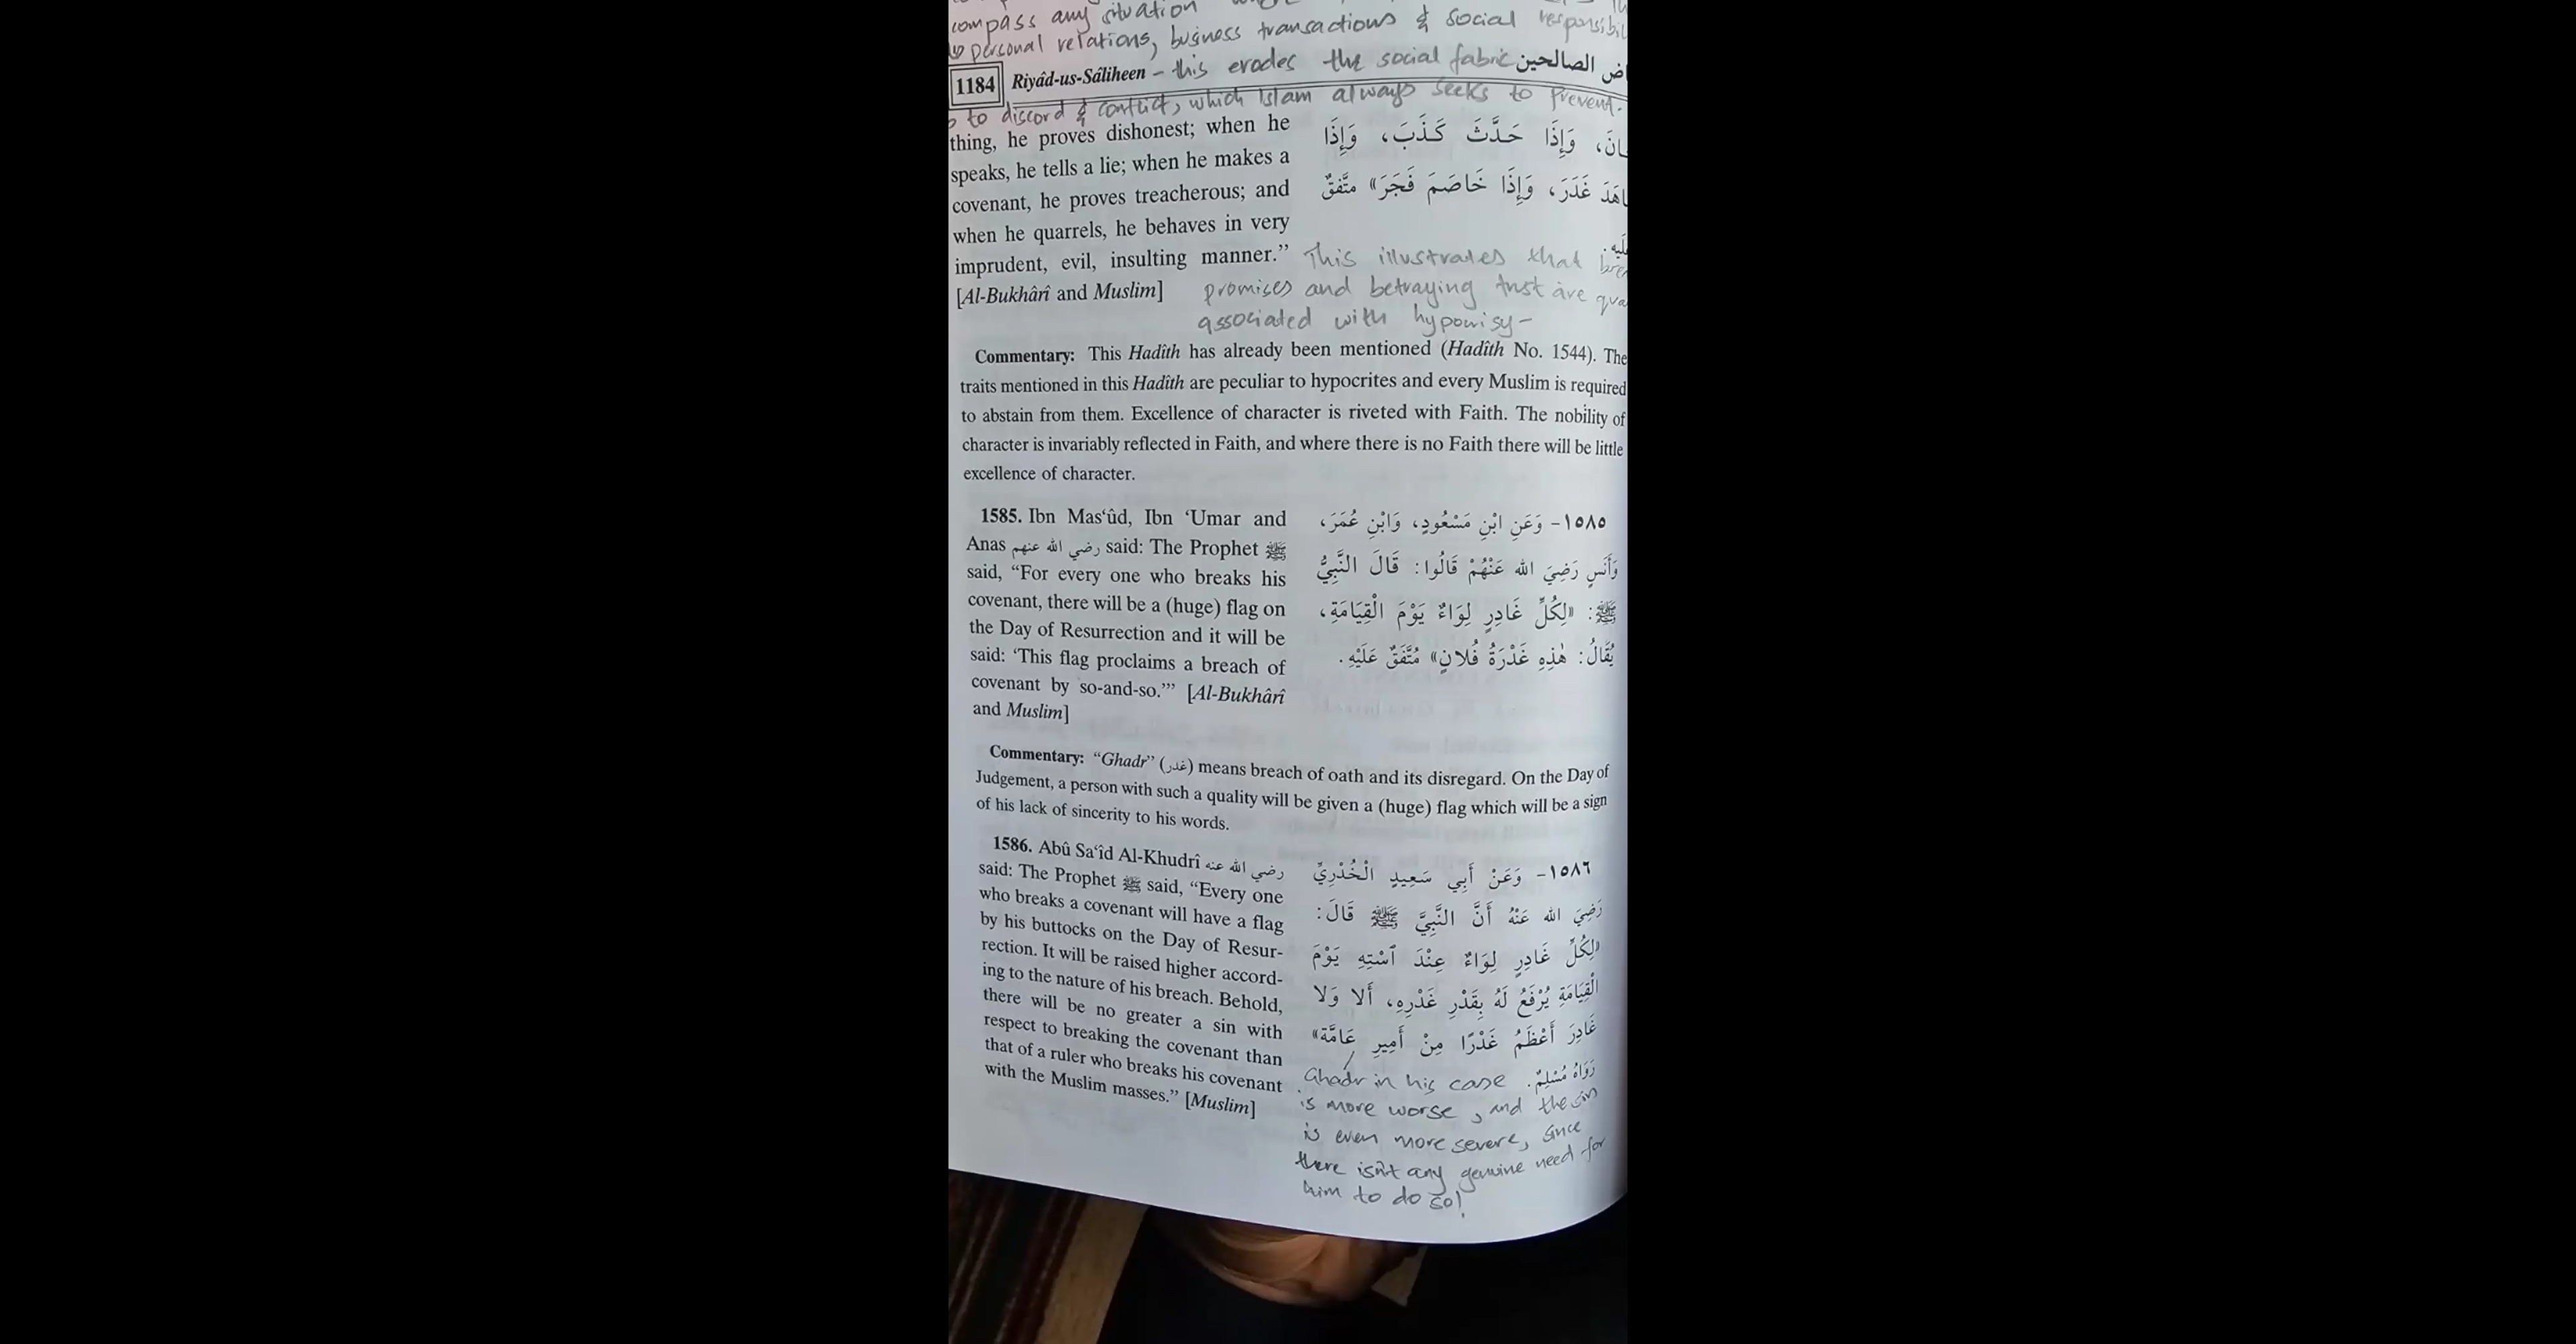 compass any situation
to personal relations, business transactions & social
1184 Riyâd-us-Sâliheen – this erodes the social fabric الصالحين
to discord & conflict, which Islam always seeks to prevent.
thing, he proves dishonest; when he
speaks, he tells a lie; when he makes a
covenant, he proves treacherous; and
when he quarrels, he behaves in very
imprudent, evil, insulting manner.”
[Al-Bukhârî and Muslim]
وَإِذَا حَدَّثَ كَذَبَ، وَإِذَا
غَدَرَ، وَإِذَا خَاصَمَ فَجَرَ» متَّفقٌ
This illustrates that
promises and betraying trust are
associated with hypocrisy –
Commentary: This Hadîth has already been mentioned (Hadîth No. 1544). The
traits mentioned in this Hadîth are peculiar to hypocrites and every Muslim is required
to abstain from them. Excellence of character is riveted with Faith. The nobility of
character is invariably reflected in Faith, and where there is no Faith there will be little
excellence of character.
1585. Ibn Mas‘ûd, Ibn ‘Umar and
Anas رضي الله عنهم said: The Prophet ﷺ
said, “For every one who breaks his
covenant, there will be a (huge) flag on
the Day of Resurrection and it will be
said: ‘This flag proclaims a breach of
covenant by so-and-so.’” [Al-Bukhârî
and Muslim]
١٥٨٥- وَعَنِ ابْنِ مَسْعُودٍ، وَابْنِ عُمَرَ،
وَأَنَسٍ رَضِيَ الله عَنْهُمْ قَالُوا: قَالَ النَّبِيُّ
ﷺ: «لِكُلِّ غَادِرٍ لِوَاءٌ يَوْمَ الْقِيَامَةِ،
يُقَالُ: هٰذِهِ غَدْرَةُ فُلانٍ» مُتَّفَقٌ عَلَيْهِ.
Commentary: “Ghadr” (غدر) means breach of oath and its disregard. On the Day of
Judgement, a person with such a quality will be given a (huge) flag which will be a sign
of his lack of sincerity to his words.
1586. Abû Sa‘îd Al-Khudrî رضي الله عنه
said: The Prophet ﷺ said, “Every one
who breaks a covenant will have a flag
by his buttocks on the Day of Resur-
rection. It will be raised higher accord-
ing to the nature of his breach. Behold,
there will be no greater a sin with
respect to breaking the covenant than
that of a ruler who breaks his covenant
with the Muslim masses.” [Muslim]
١٥٨٦- وَعَنْ أَبِي سَعِيدٍ الْخُدْرِيِّ
رَضِيَ الله عَنْهُ أَنَّ النَّبِيَّ ﷺ قَالَ:
«لِكُلِّ غَادِرٍ لِوَاءٌ عِنْدَ ٱسْتِهِ يَوْمَ
الْقِيَامَةِ يُرْفَعُ لَهُ بِقَدْرِ غَدْرِهِ، أَلا وَلا
غَادِرَ أَعْظَمُ غَدْرًا مِنْ أَمِيرِ عَامَّة»
رَوَاهُ مُسْلِمٌ.
Ghadr in his case
is more worse, and the sin
is even more severe, since
there isn't any genuine need for
him to do so!